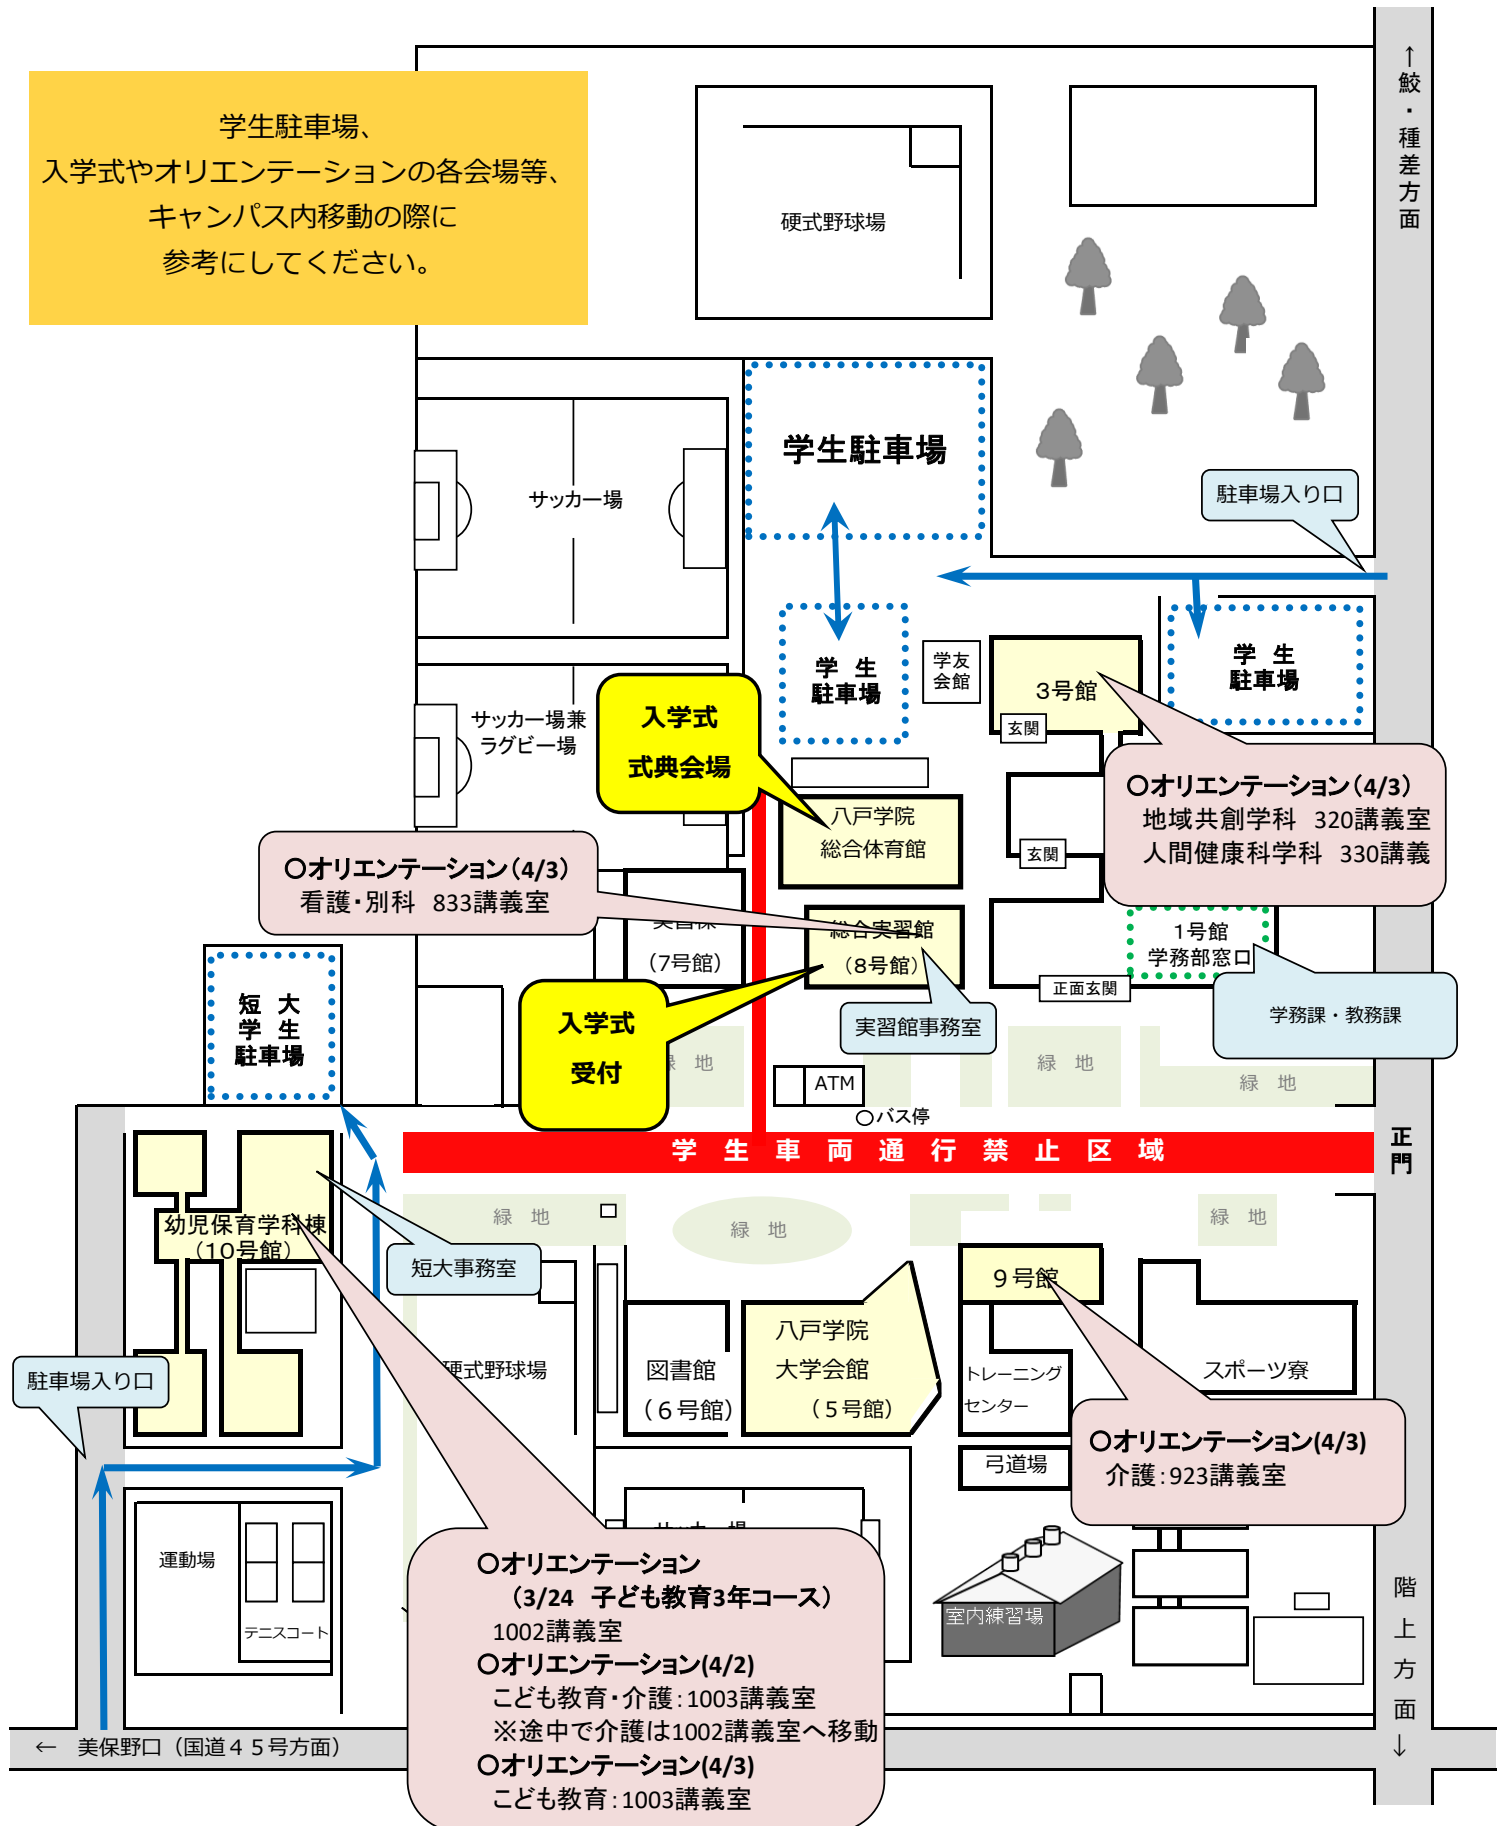 学生駐車場、
入学式やオリエンテーションの各会場等、
キャンパス内移動の際に
参考にしてください。
↑鮫・種差方面
硬式野球場
学生駐車場
サッカー場
駐車場入り口
学 生
駐車場
学友
会館
3号館
玄関
学 生
駐車場
サッカー場兼
ラグビー場
入学式
式典会場
○オリエンテーション(4/3)
地域共創学科 320講義室
人間健康科学科 330講義
八戸学院
総合体育館
玄関
○オリエンテーション(4/3)
看護・別科 833講義室
(7号館)
総合実習館
(8号館)
1号館
学務部窓口
正面玄関
短 大
学 生
駐車場
入学式
受付
実習館事務室
学務課・教務課
緑 地
緑 地
緑 地
ATM
○バス停
学生車両通行禁止区域
正門
幼児保育学科棟
(10号館)
短大事務室
緑 地
緑 地
緑 地
9号館
駐車場入り口
硬式野球場
図書館
(6号館)
八戸学院
大学会館
(5号館)
トレーニング
センター
スポーツ寮
弓道場
○オリエンテーション(4/3)
介護:923講義室
運動場
テニスコート
サッカー場
○オリエンテーション
(3/24 子ども教育3年コース)
1002講義室
○オリエンテーション(4/2)
こども教育・介護:1003講義室
※途中で介護は1002講義室へ移動
○オリエンテーション(4/3)
こども教育:1003講義室
室内練習場
階上方面↓
← 美保野口(国道45号方面)